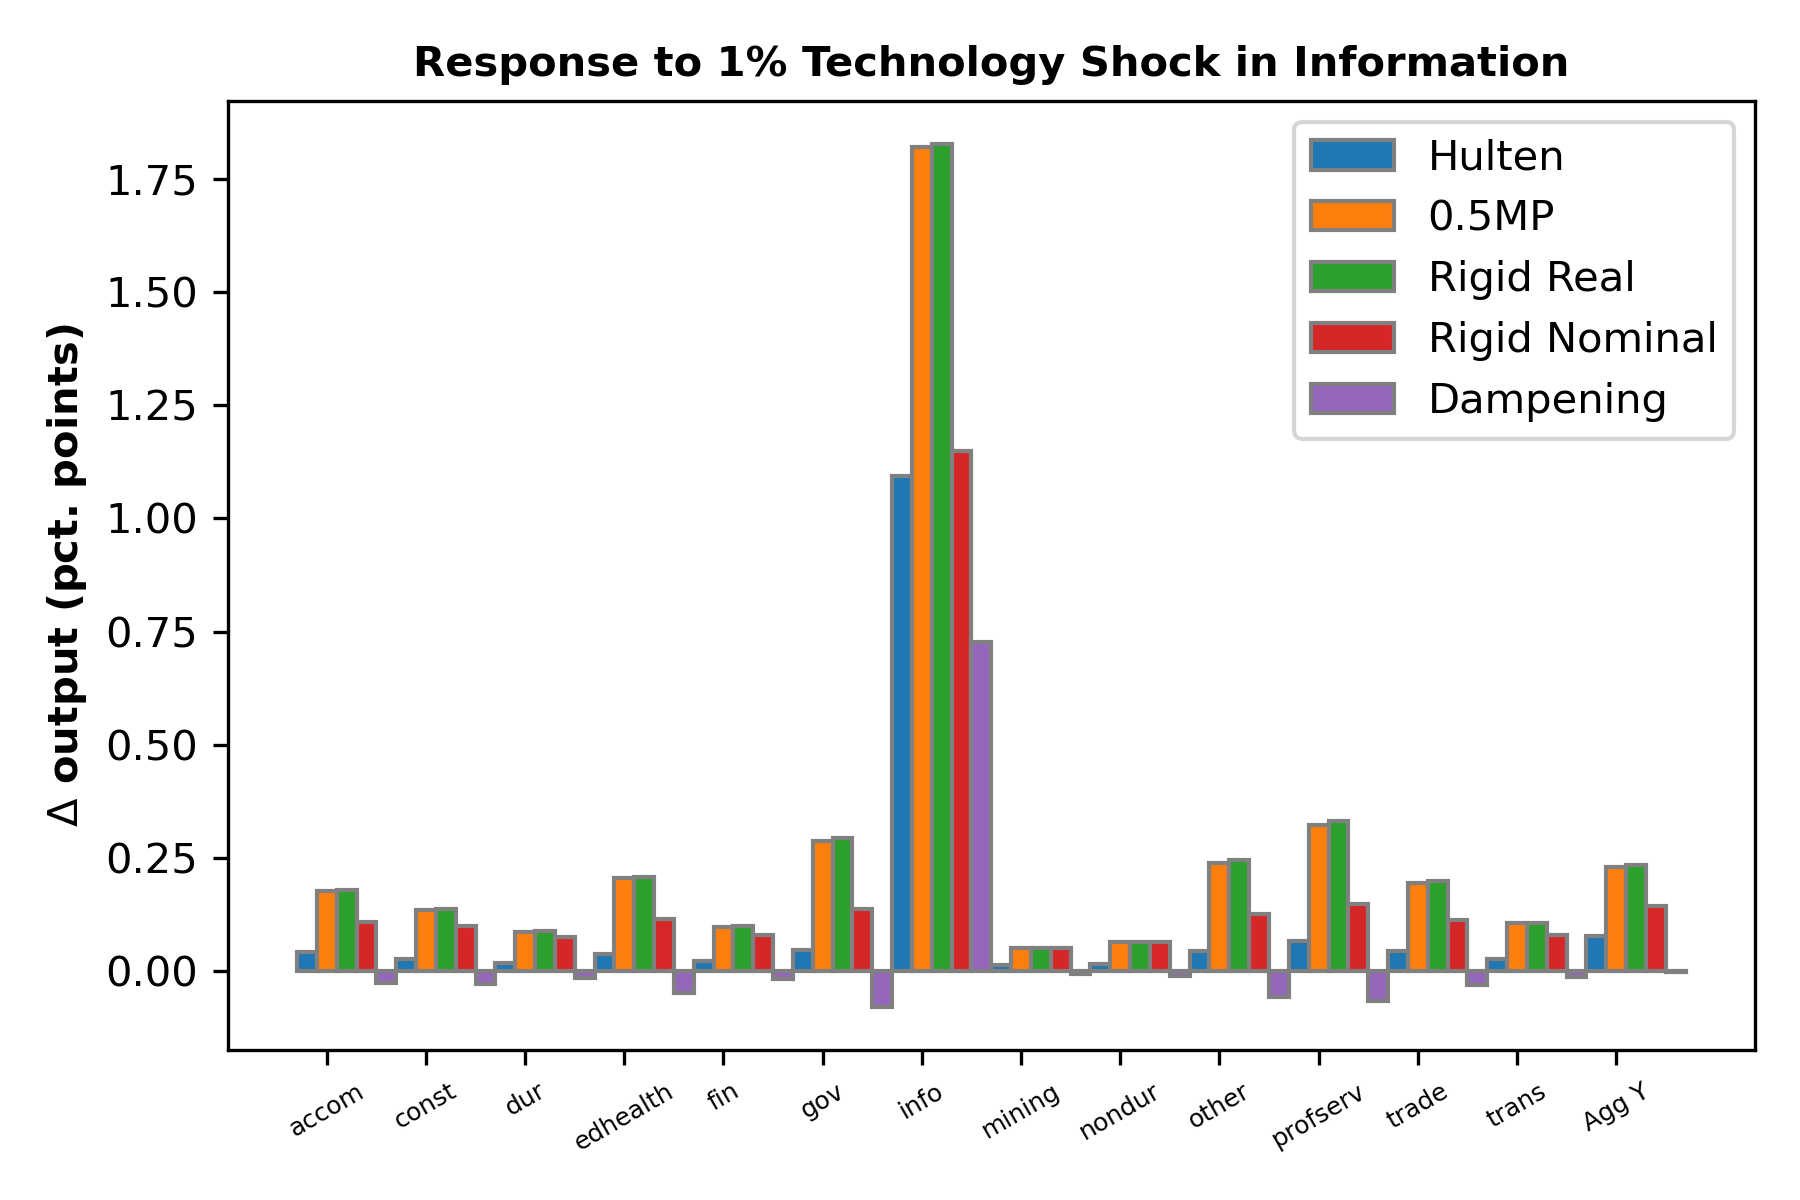 Response to 1% Technology Shock in Information
Δ output (pct. points)
1.75
1.50
1.25
1.00
0.75
0.50
0.25
0.00
Hulten
0.5MP
Rigid Real
Rigid Nominal
Dampening
accom
const
dur
edhealth
fin
gov
info
mining
nondur
other
profserv
trade
trans
Agg Y